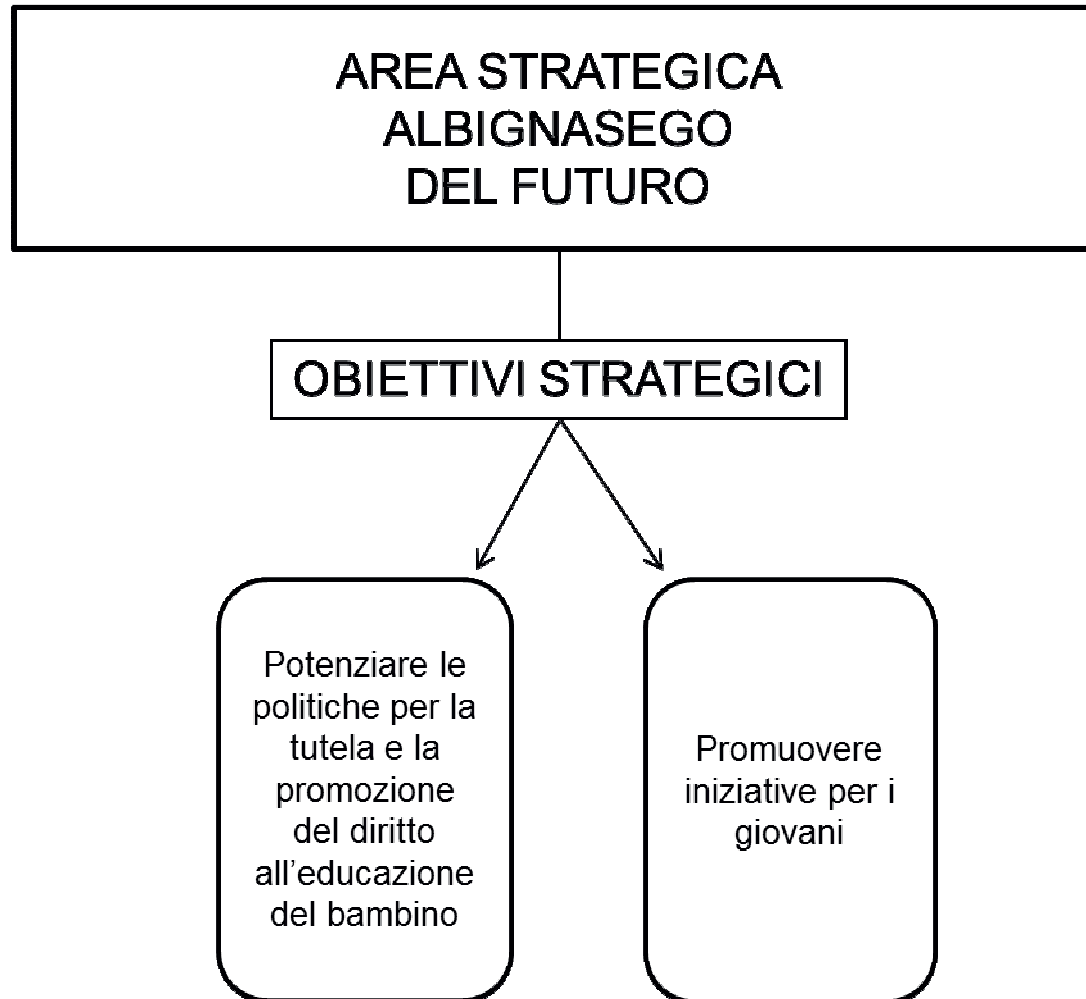 AREA STRATEGICA
ALBIGNASEGO
DEL FUTURO
OBIETTIVI STRATEGICI
Potenziare le
politiche per la
tutela e la
promozione
del diritto
all’educazione
del bambino
Promuovere
iniziative per i
giovani